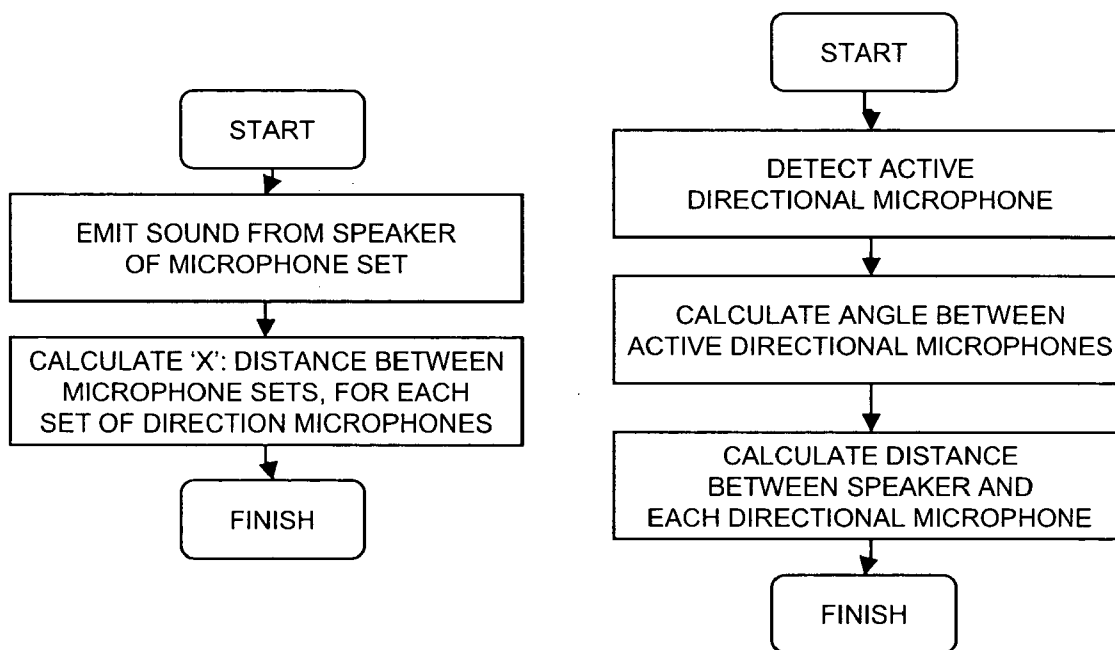 START
EMIT SOUND FROM SPEAKER
OF MICROPHONE SET
CALCULATE ‘X’: DISTANCE BETWEEN
MICROPHONE SETS, FOR EACH
SET OF DIRECTION MICROPHONES
FINISH
START
DETECT ACTIVE
DIRECTIONAL MICROPHONE
CALCULATE ANGLE BETWEEN
ACTIVE DIRECTIONAL MICROPHONES
CALCULATE DISTANCE
BETWEEN SPEAKER AND
EACH DIRECTIONAL MICROPHONE
FINISH